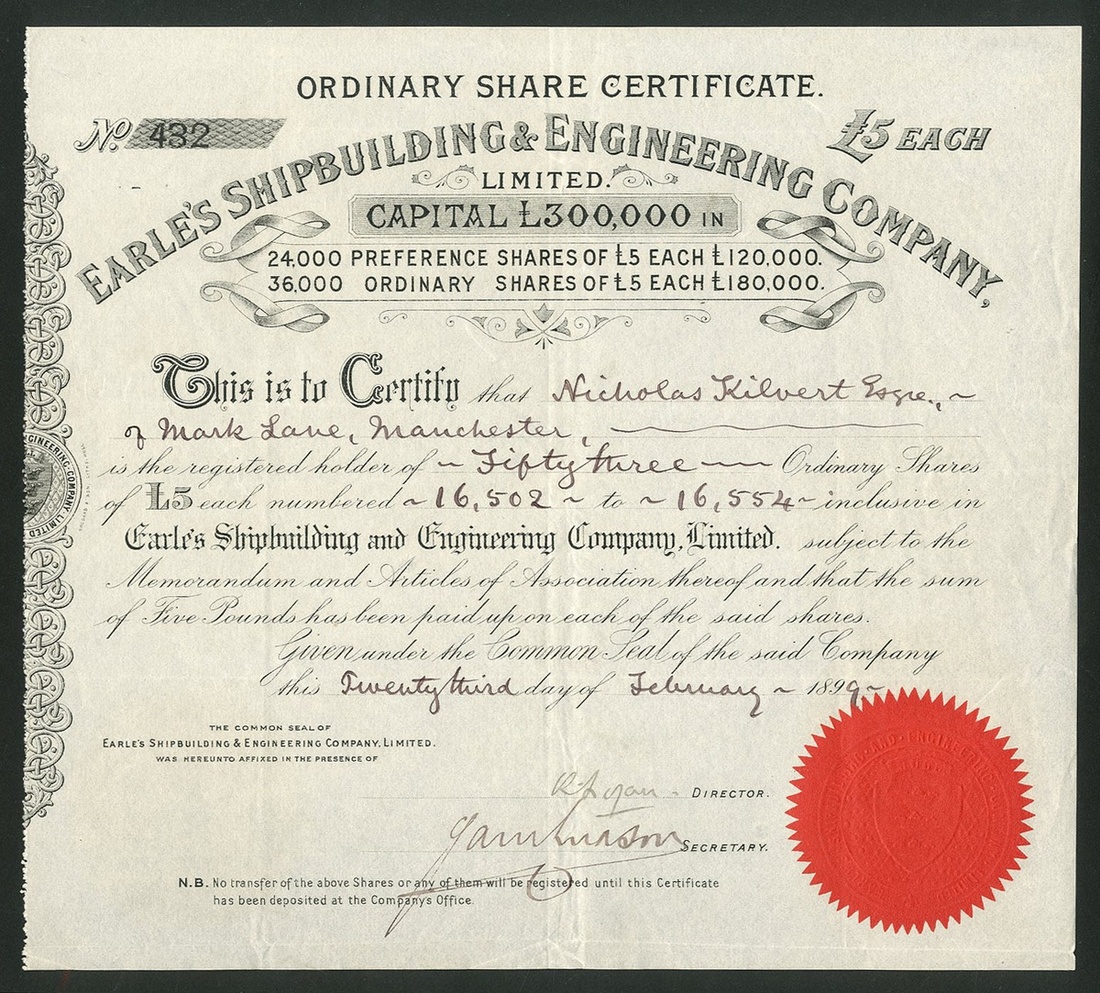 ORDINARY SHARE CERTIFICATE.
No. 432
£5 EACH
EARLE'S SHIPBUILDING & ENGINEERING COMPANY,
LIMITED.
CAPITAL £300,000 IN
24,000 PREFERENCE SHARES OF £5 EACH £120,000.
36,000 ORDINARY SHARES OF £5 EACH £180,000.
This is to Certify that Nicholas Kilvert Esqre.,
of Mark Lane, Manchester,
is the registered holder of Fifty three Ordinary Shares
of £5 each numbered 16,502 to 16,554 inclusive in
Earle's Shipbuilding and Engineering Company, Limited. subject to the
Memorandum and Articles of Association thereof and that the sum
of Five Pounds has been paid up on each of the said shares.
Given under the Common Seal of the said Company
this Twenty third day of February 1899
THE COMMON SEAL OF
EARLE'S SHIPBUILDING & ENGINEERING COMPANY, LIMITED.
WAS HEREUNTO AFFIXED IN THE PRESENCE OF
DIRECTOR.
SECRETARY.
N.B. No transfer of the above Shares or any of them will be registered until this Certificate
has been deposited at the Company's Office.
ENGINEERING COMPANY LIMITED
AND ENGINEERING